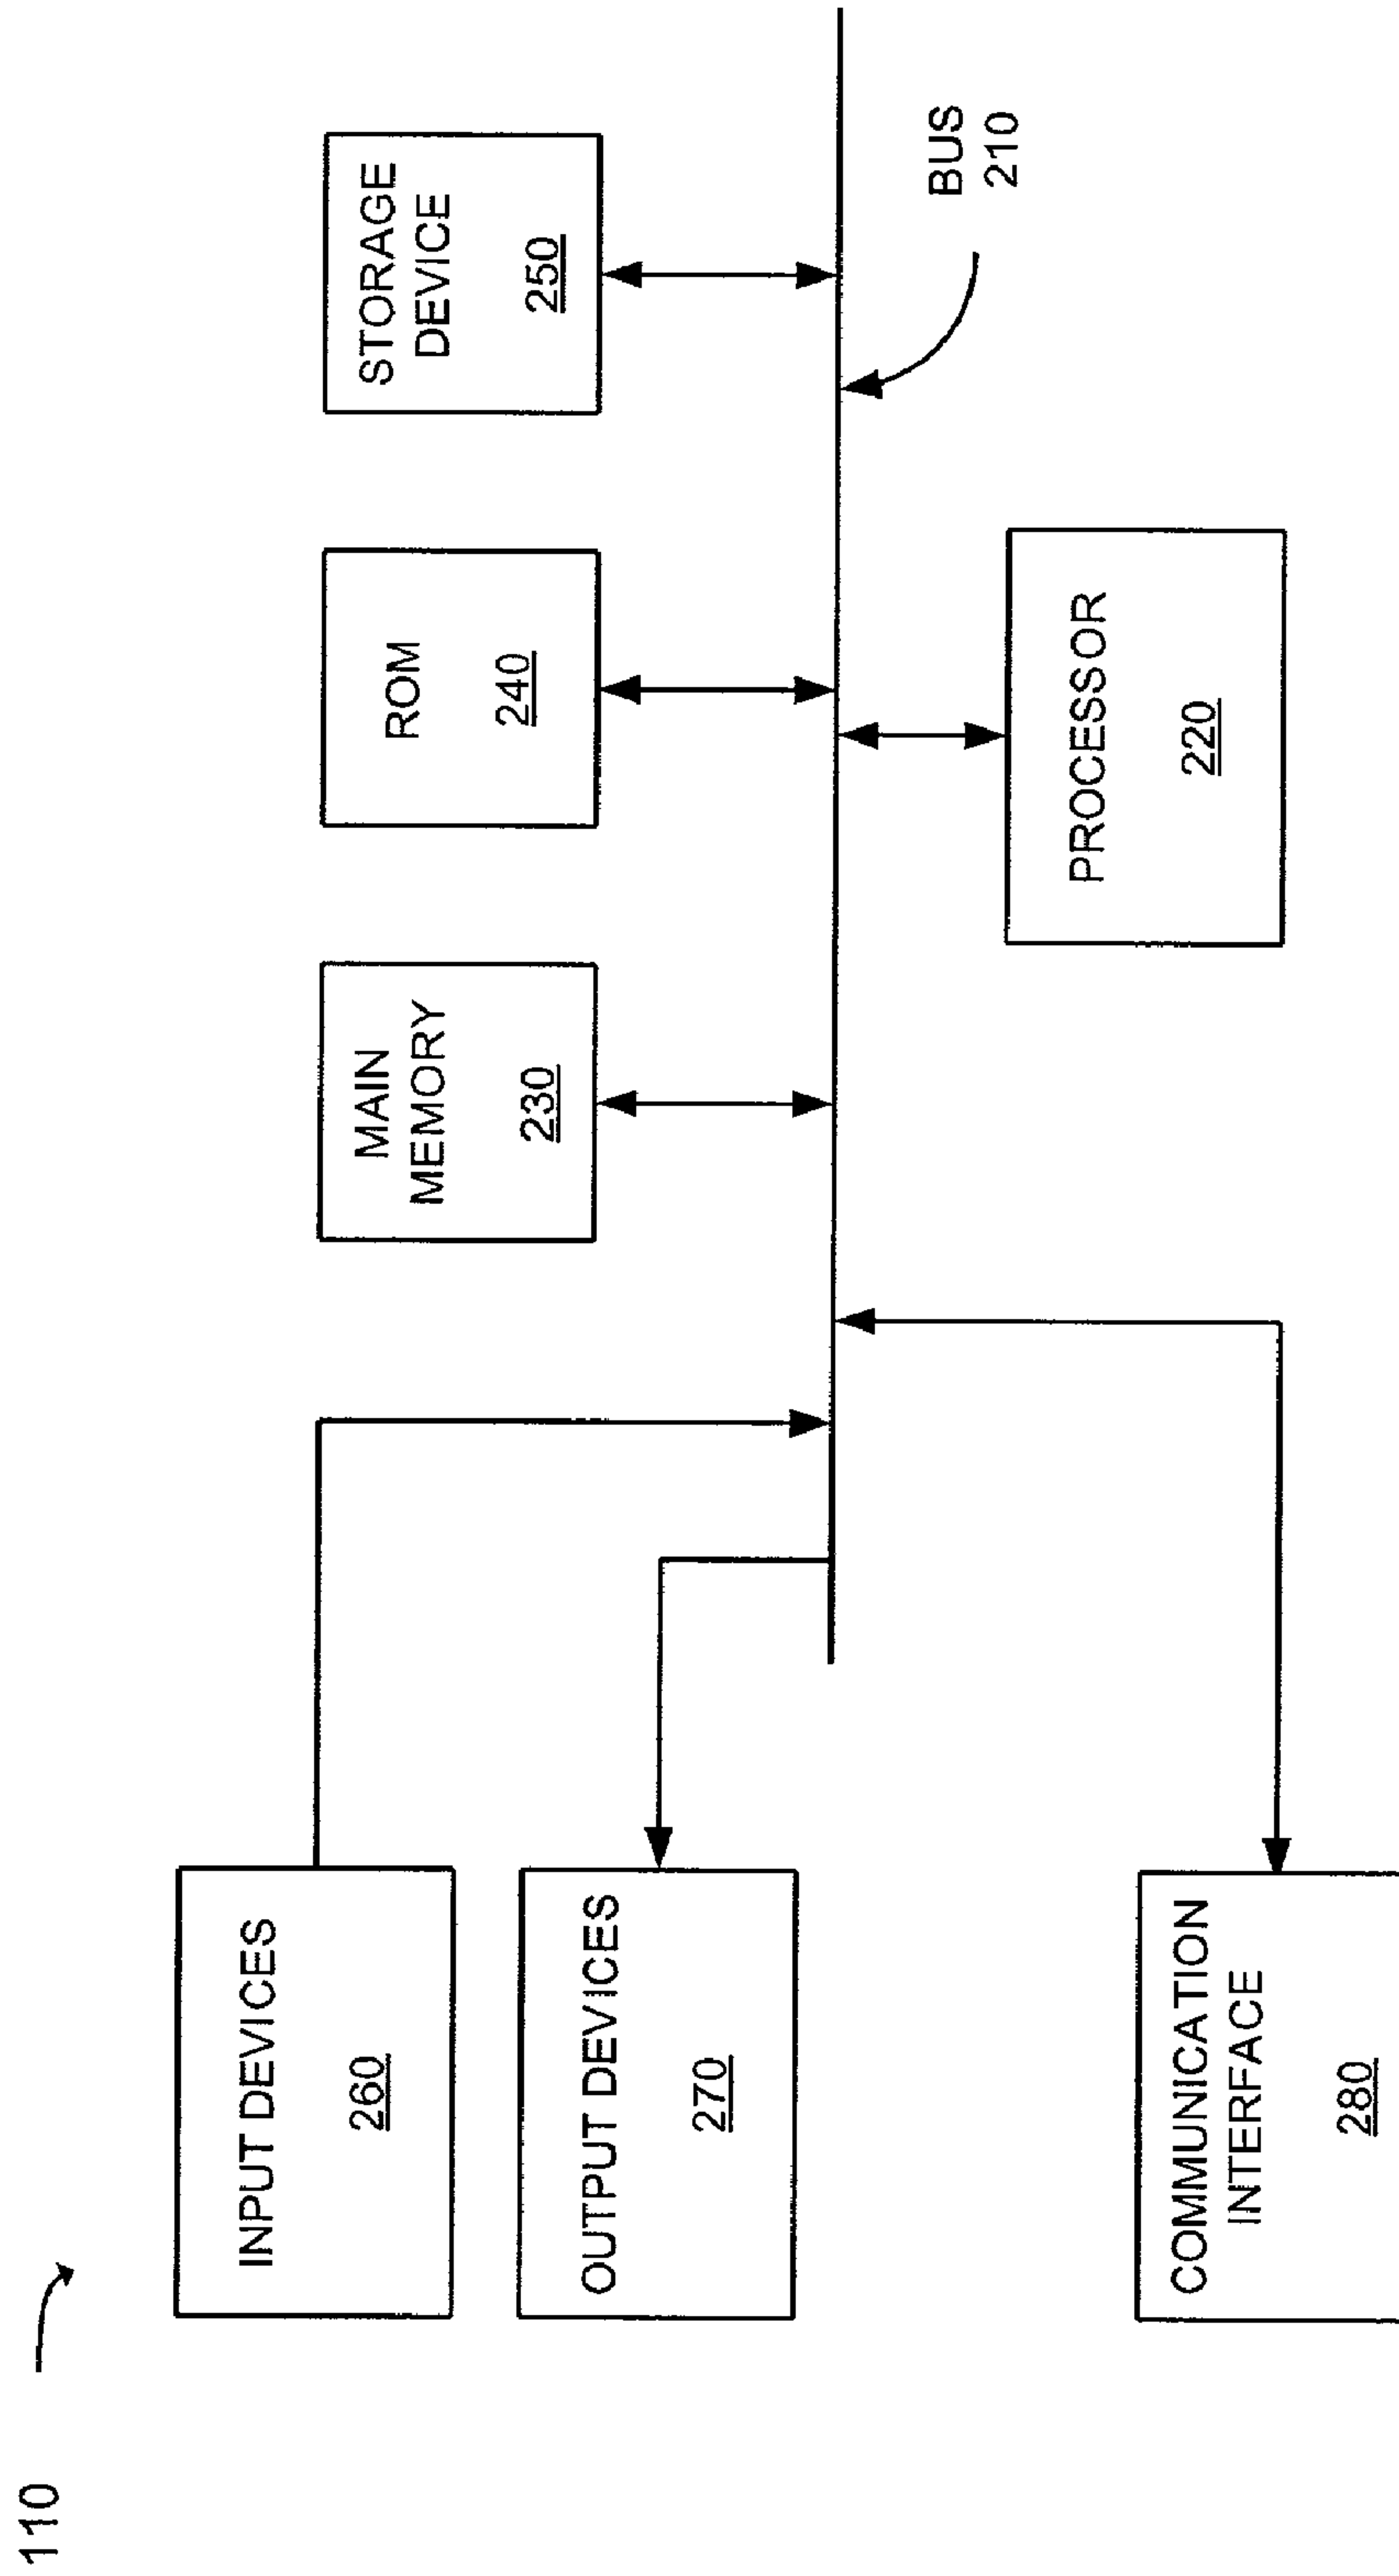 110
INPUT DEVICES
260
OUTPUT DEVICES
270
COMMUNICATION
INTERFACE
280
MAIN
MEMORY
230
ROM
240
STORAGE
DEVICE
250
PROCESSOR
220
BUS
210